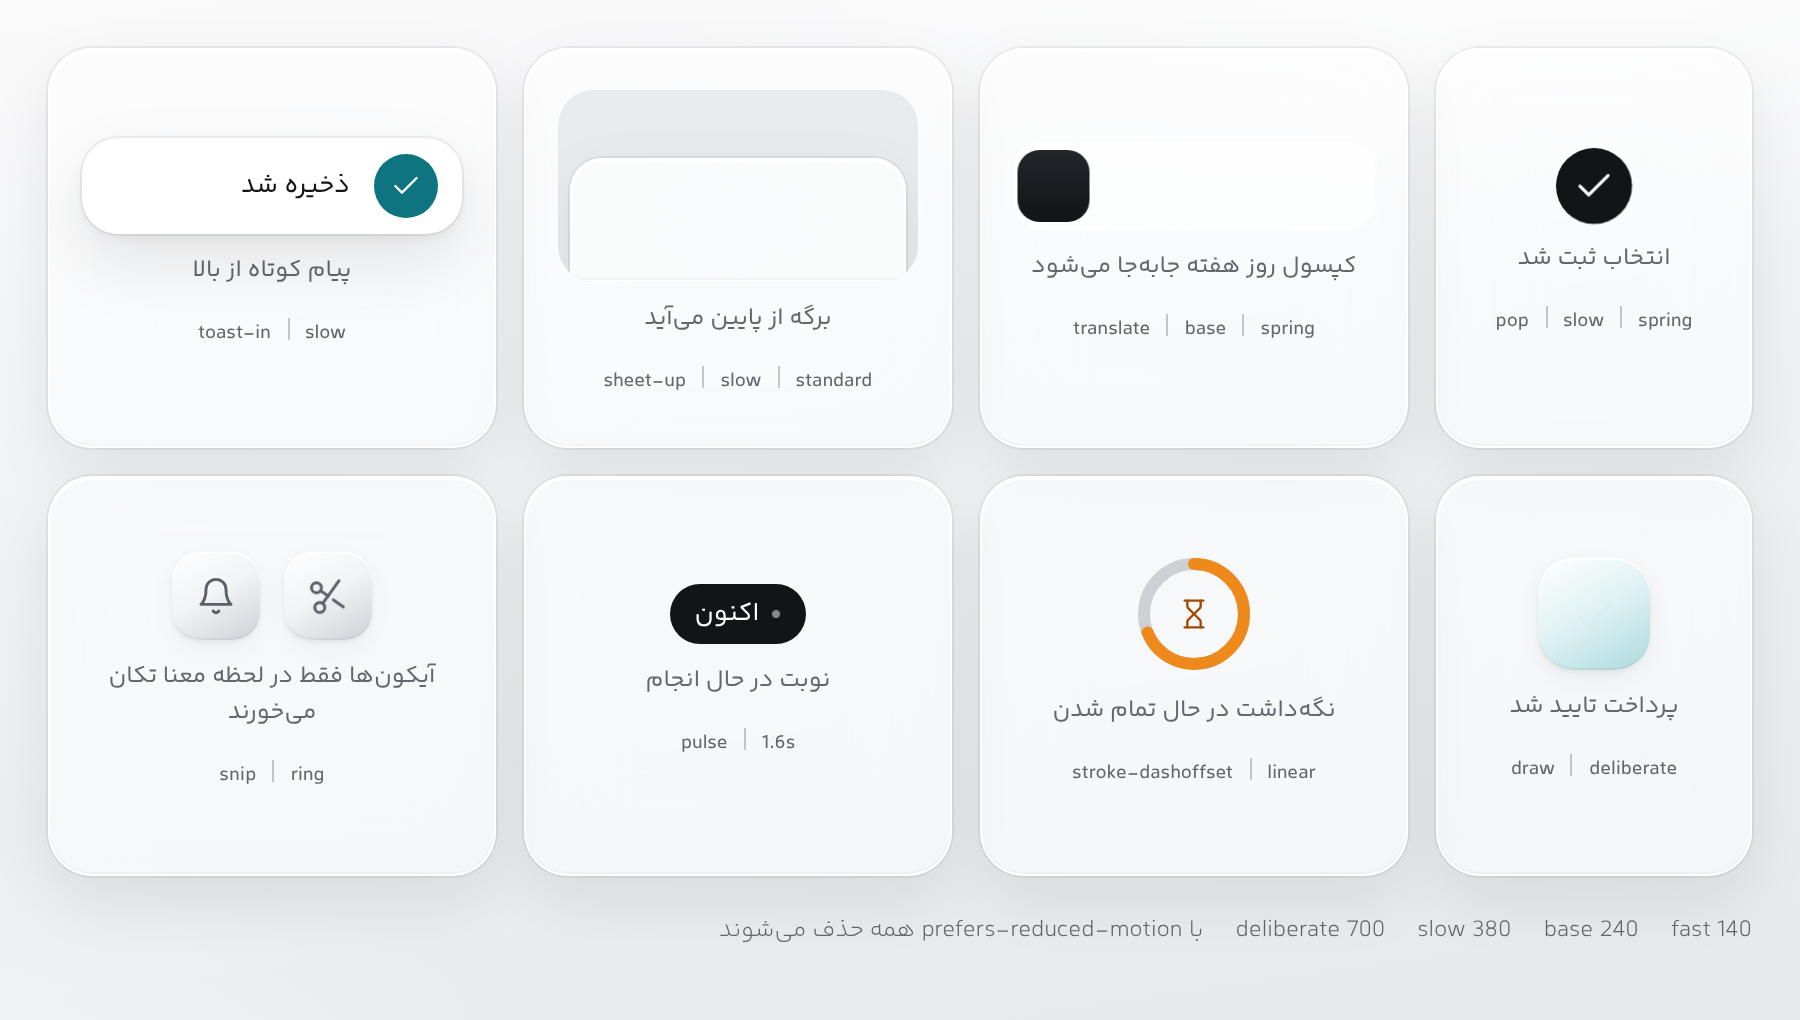 انتخاب ثبت شد
pop | slow | spring
کپسول روز هفته جابه‌جا می‌شود
translate | base | spring
برگه از پایین می‌آید
sheet-up | slow | standard
ذخیره شد
پیام کوتاه از بالا
toast-in | slow
پرداخت تایید شد
draw | deliberate
نگه‌داشت در حال تمام شدن
stroke-dashoffset | linear
اکنون
نوبت در حال انجام
pulse | 1.6s
آیکون‌ها فقط در لحظه معنا تکان
می‌خورند
snip | ring
fast 140
base 240
slow 380
deliberate 700
با prefers-reduced-motion همه حذف می‌شوند